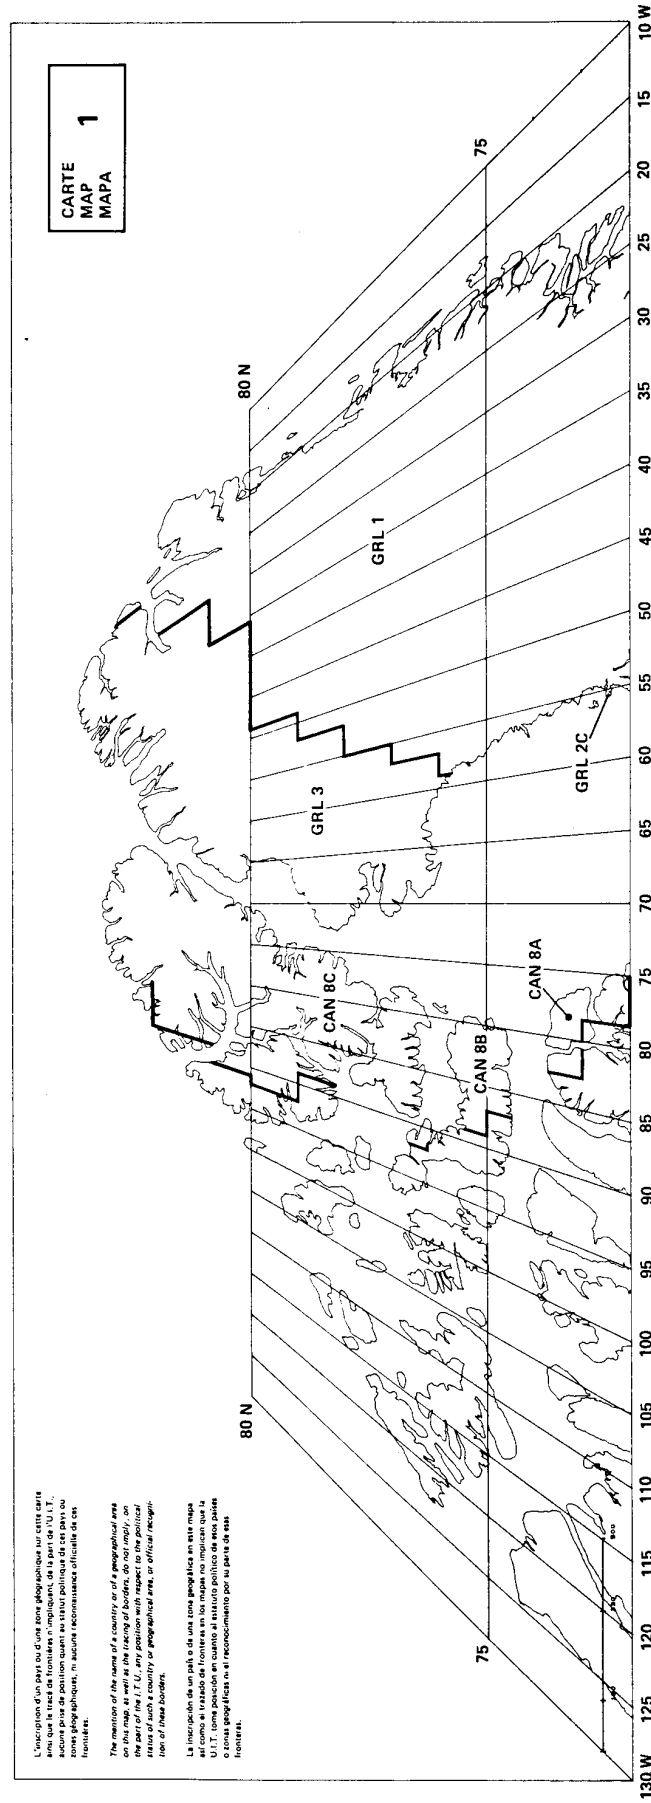 CARTE
MAP 1
MAPA
L'inscription d'un pays ou d'une zone géographique sur cette carte
ainsi que le tracé de frontières n'impliquent, de la part de l'U.I.T.,
aucune prise de position quant au statut politique de ces pays ou
zones géographiques, ni aucune reconnaissance officielle de ces
frontières.
The mention of the name of a country or of a geographical area
on this map, as well as the tracing of borders, do not imply, on
the part of the I.T.U., any position with respect to the political
status of such a country or geographical area, or official recogni-
tion of these borders.
La inscripción de un país o de una zona geográfica en este mapa
así como el trazado de fronteras en los mapas no implican que la
U.I.T. tome posición en cuanto al estatuto político de esos países
o zonas geográficas ni el reconocimiento por su parte de esas
fronteras.
80 N
80 N
75
75
GRL 1
GRL 3
GRL 2C
CAN 8C
CAN 8B
CAN 8A
130 W
125
120
115
110
105
100
95
90
85
80
75
70
65
60
55
50
45
40
35
30
25
20
15
10 W